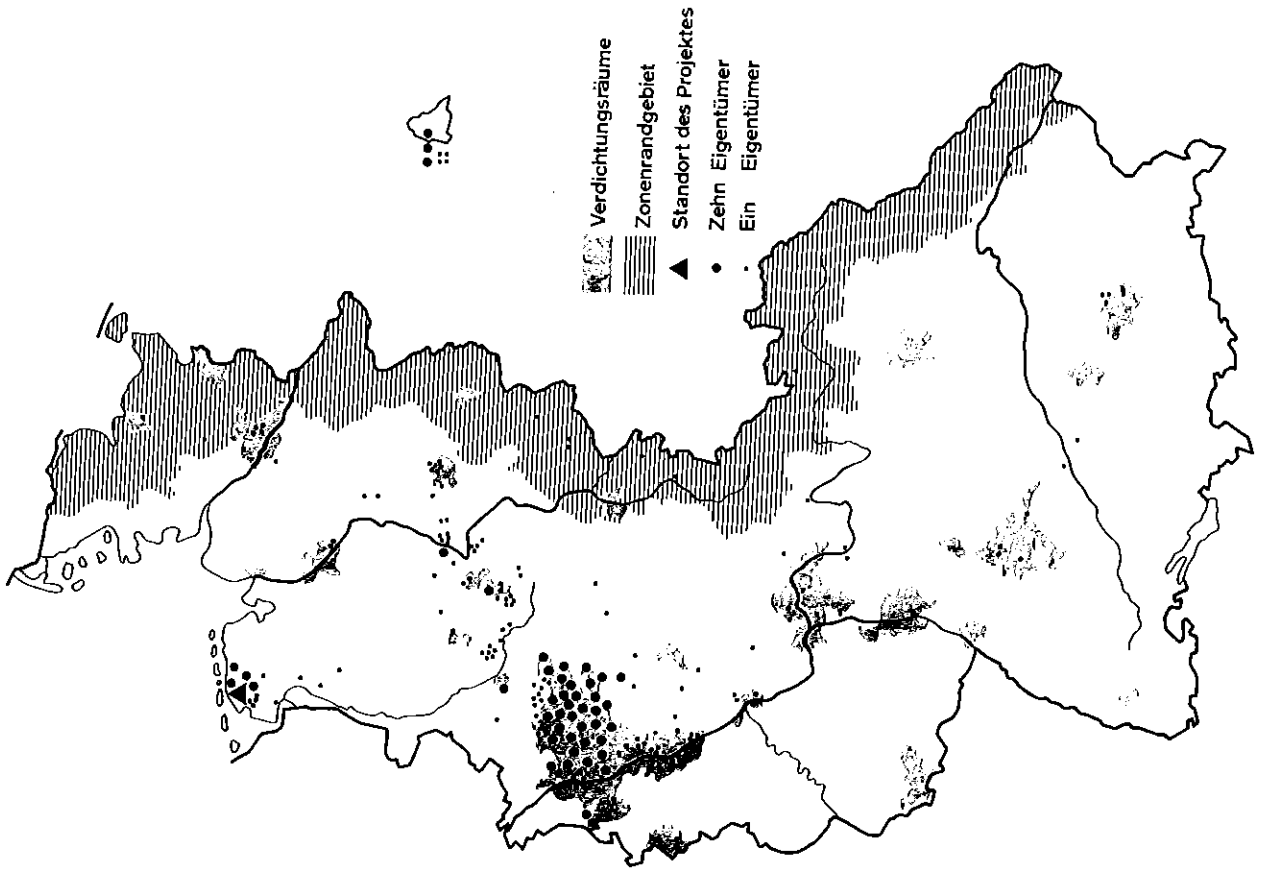 Verdichtungsräume
Zonenrandgebiet
Standort des Projektes
Zehn Eigentümer
Ein Eigentümer